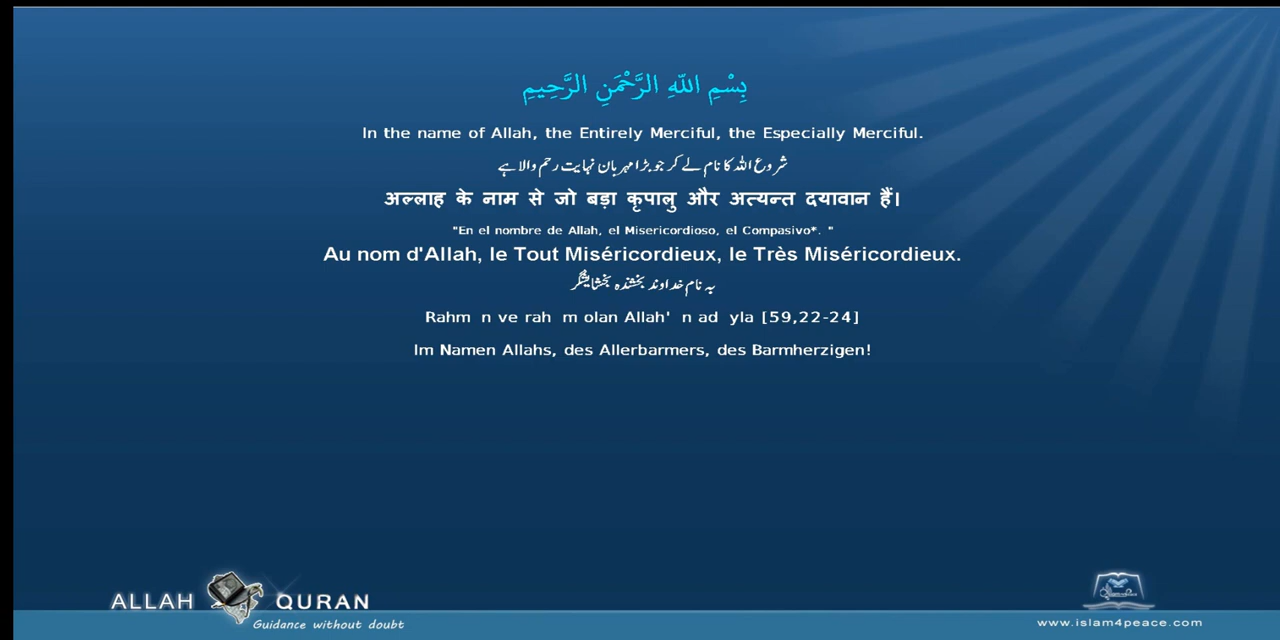 بِسْمِ اللّٰهِ الرَّحْمَنِ الرَّحِيمِ
In the name of Allah, the Entirely Merciful, the Especially Merciful.
شروع اللہ کا نام لے کر جو بڑا مہربان نہایت رحم والا ہے
अल्लाह के नाम से जो बड़ा कृपालु और अत्यन्त दयावान हैं।
"En el nombre de Allah, el Misericordioso, el Compasivo*. "
Au nom d'Allah, le Tout Miséricordieux, le Très Miséricordieux.
به نام خداوند بخشنده بخشایشگر
Rahm n ve rah m olan Allah' n ad yla [59,22-24]
Im Namen Allahs, des Allerbarmers, des Barmherzigen!
ALLAH QURAN
Guidance without doubt
www.islam4peace.com